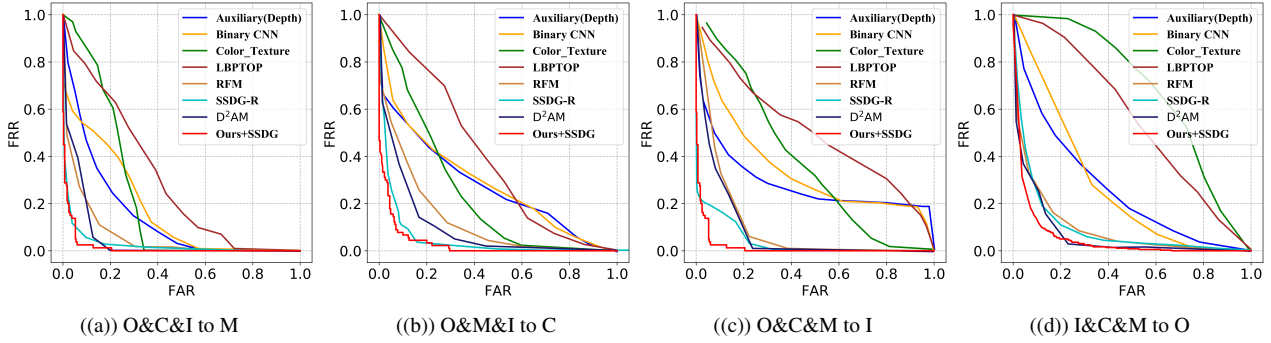 FRR
1.0
0.8
0.6
0.4
0.2
0.0
Auxiliary(Depth)
Binary CNN
Color_Texture
LBPTOP
RFM
SSDG-R
D²AM
Ours+SSDG
0.0 0.2 0.4 0.6 0.8 1.0
FAR
((a)) O&C&I to M
FRR
1.0
0.8
0.6
0.4
0.2
0.0
Auxiliary(Depth)
Binary CNN
Color_Texture
LBPTOP
RFM
SSDG-R
D²AM
Ours+SSDG
0.0 0.2 0.4 0.6 0.8 1.0
FAR
((b)) O&M&I to C
FRR
1.0
0.8
0.6
0.4
0.2
0.0
Auxiliary(Depth)
Binary CNN
Color_Texture
LBPTOP
RFM
SSDG-R
D²AM
Ours+SSDG
0.0 0.2 0.4 0.6 0.8 1.0
FAR
((c)) O&C&M to I
FRR
1.0
0.8
0.6
0.4
0.2
0.0
Auxiliary(Depth)
Binary CNN
Color_Texture
LBPTOP
RFM
SSDG-R
D²AM
Ours+SSDG
0.0 0.2 0.4 0.6 0.8 1.0
FAR
((d)) I&C&M to O